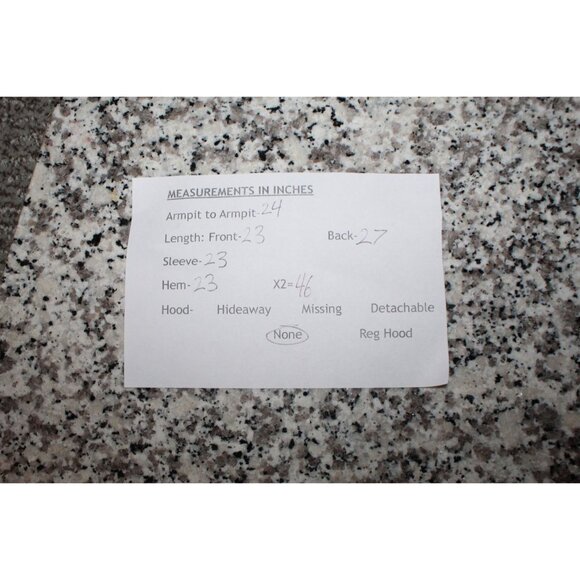 MEASUREMENTS IN INCHES
Armpit to Armpit-24
Length: Front-23 Back-27
Sleeve-23
Hem-23 X2=46
Hood- Hideaway Missing Detachable
None Reg Hood